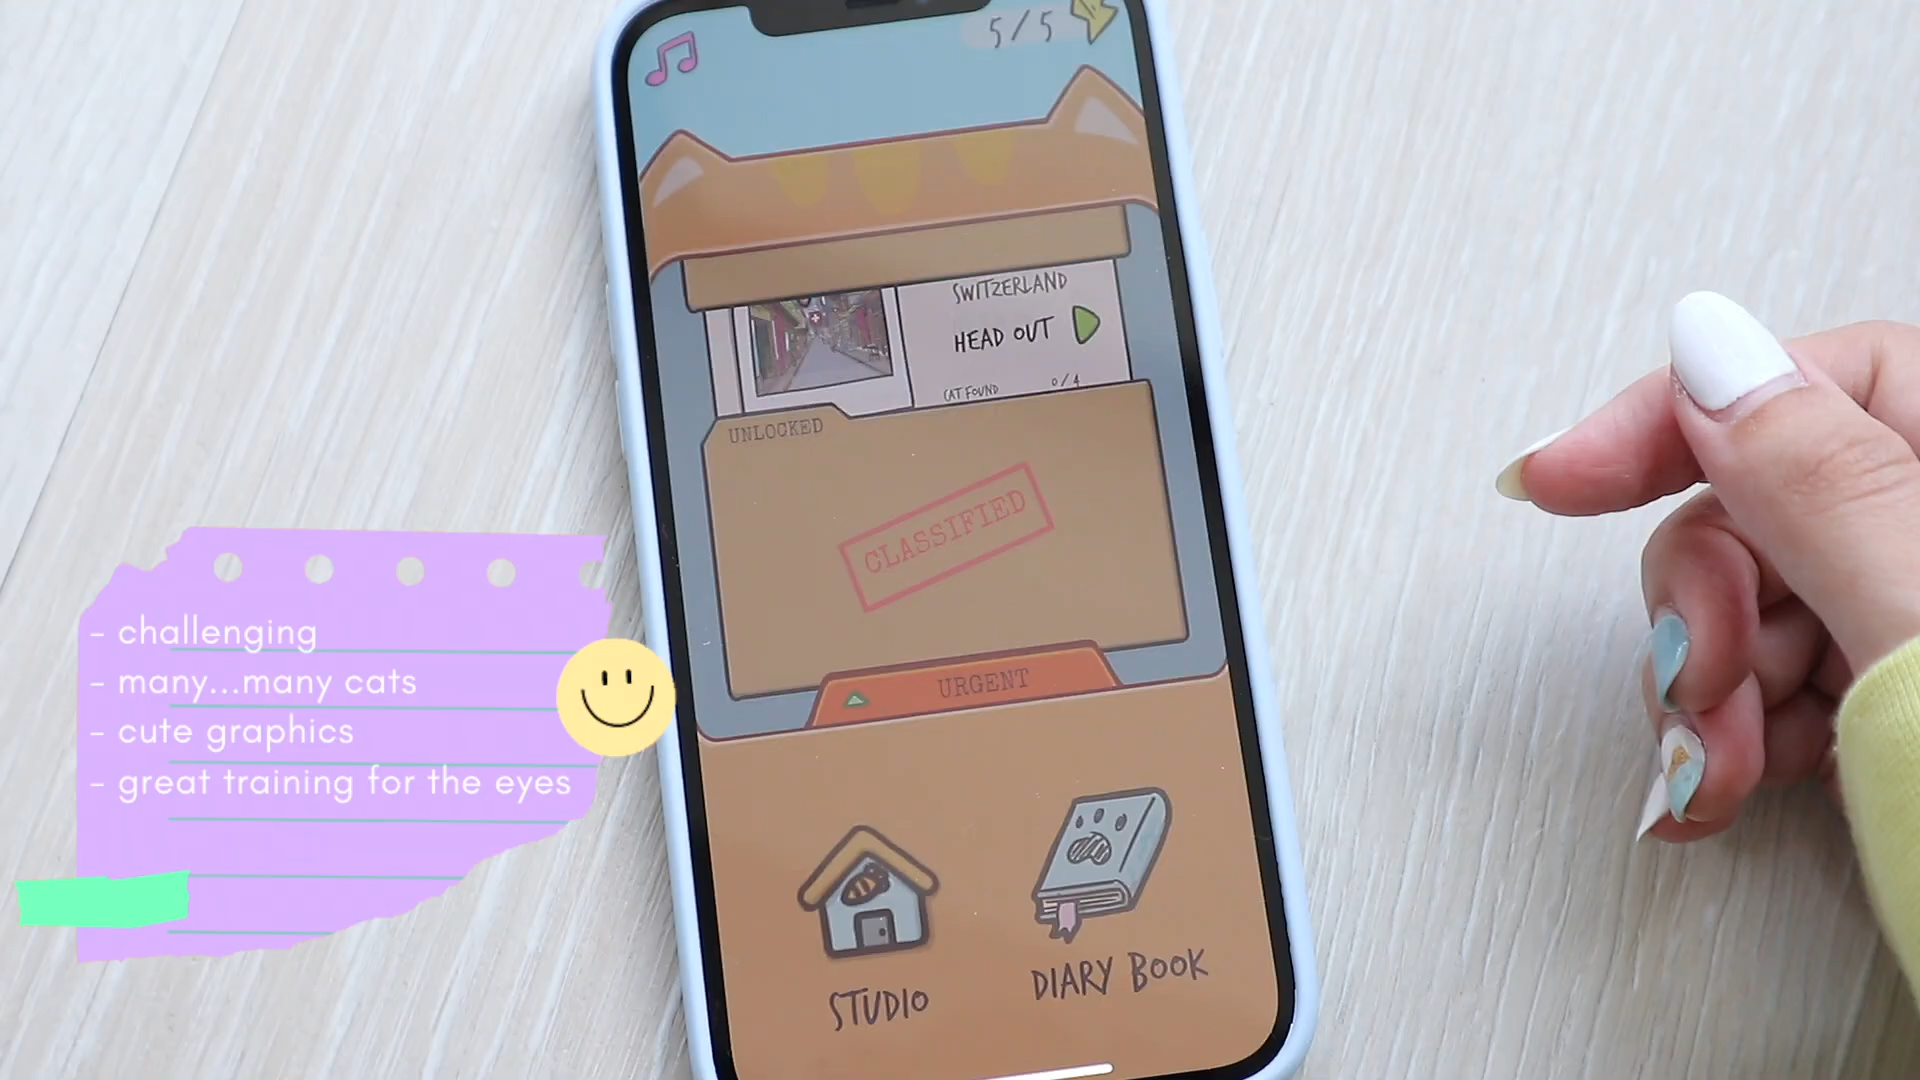 5/5
SWITZERLAND
HEAD OUT
CAT FOUND 0/4
UNLOCKED
CLASSIFIED
URGENT
STUDIO
DIARY BOOK
- challenging
- many...many cats
- cute graphics
- great training for the eyes